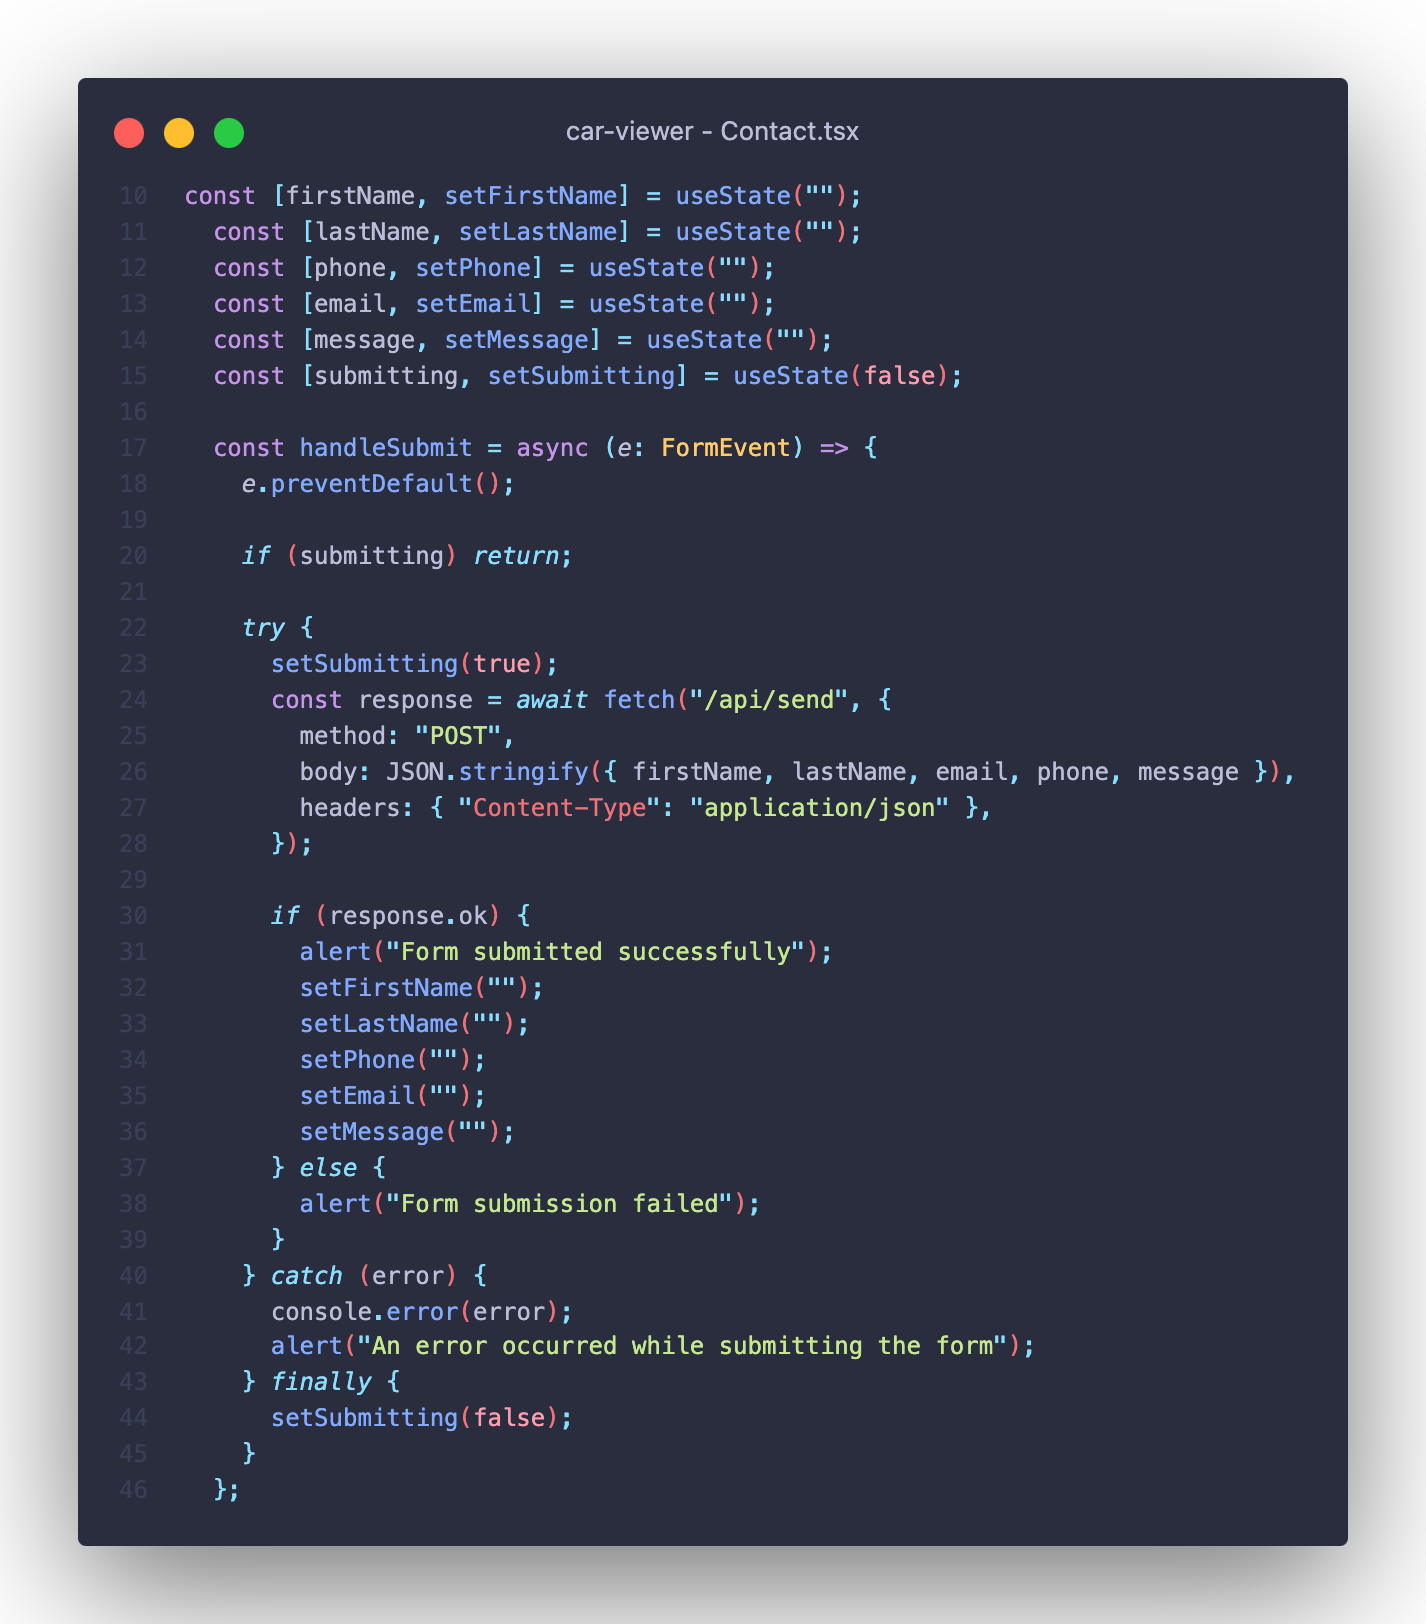 car-viewer - Contact.tsx
10 const [firstName, setFirstName] = useState("");
11   const [lastName, setLastName] = useState("");
12   const [phone, setPhone] = useState("");
13   const [email, setEmail] = useState("");
14   const [message, setMessage] = useState("");
15   const [submitting, setSubmitting] = useState(false);
16
17   const handleSubmit = async (e: FormEvent) => {
18     e.preventDefault();
19
20     if (submitting) return;
21
22     try {
23       setSubmitting(true);
24       const response = await fetch("/api/send", {
25         method: "POST",
26         body: JSON.stringify({ firstName, lastName, email, phone, message }),
27         headers: { "Content-Type": "application/json" },
28       });
29
30       if (response.ok) {
31         alert("Form submitted successfully");
32         setFirstName("");
33         setLastName("");
34         setPhone("");
35         setEmail("");
36         setMessage("");
37       } else {
38         alert("Form submission failed");
39       }
40     } catch (error) {
41       console.error(error);
42       alert("An error occurred while submitting the form");
43     } finally {
44       setSubmitting(false);
45     }
46   };